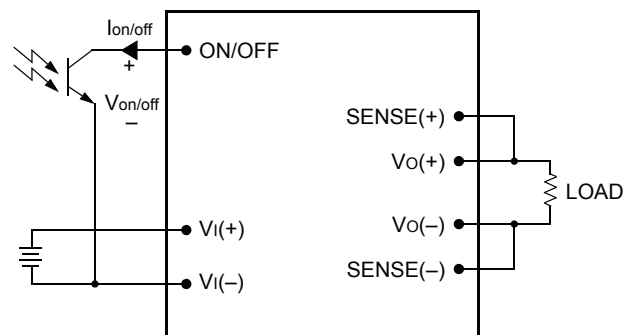 Ion/off
+
ON/OFF
Von/off
–
SENSE(+)
VO(+)
LOAD
VO(–)
SENSE(–)
VI(+)
VI(–)